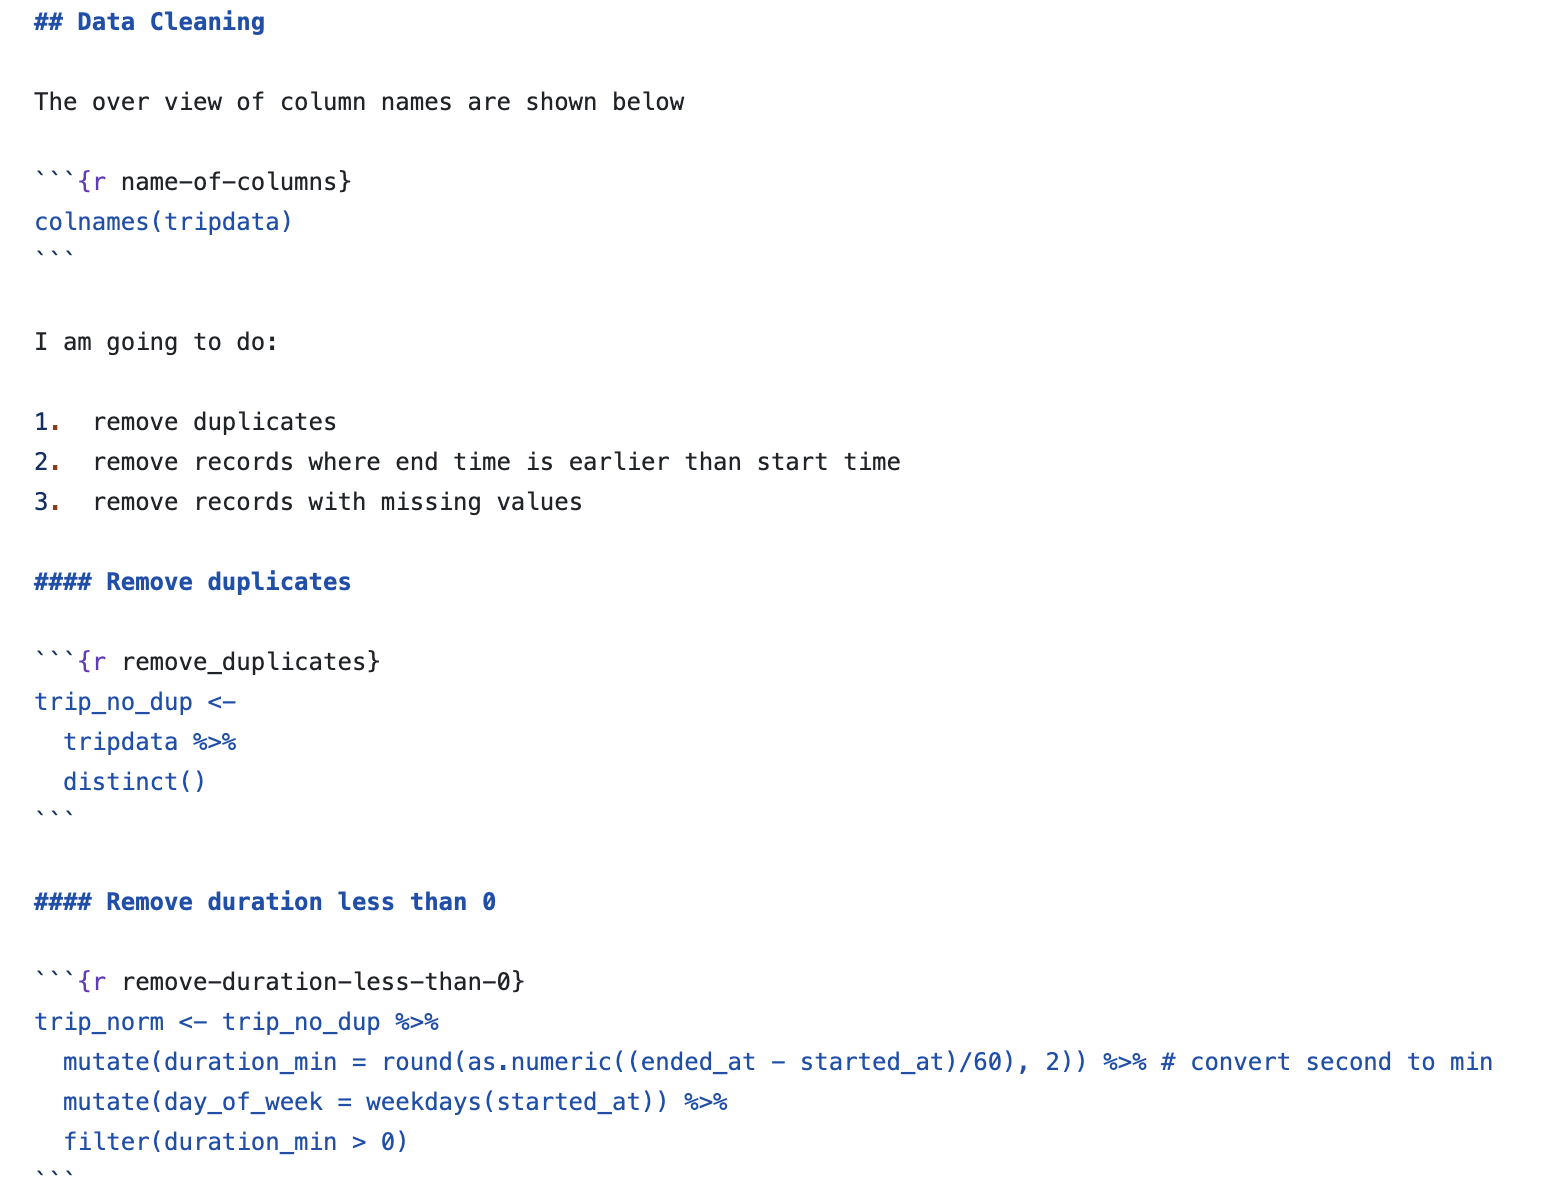 ## Data Cleaning
The over view of column names are shown below
```{r name-of-columns}
colnames(tripdata)
```
I am going to do:
1.  remove duplicates
2.  remove records where end time is earlier than start time
3.  remove records with missing values
#### Remove duplicates
```{r remove_duplicates}
trip_no_dup <-
  tripdata %>%
  distinct()
```
#### Remove duration less than 0
```{r remove-duration-less-than-0}
trip_norm <- trip_no_dup %>%
  mutate(duration_min = round(as.numeric((ended_at - started_at)/60), 2)) %>% # convert second to min
  mutate(day_of_week = weekdays(started_at)) %>%
  filter(duration_min > 0)
```